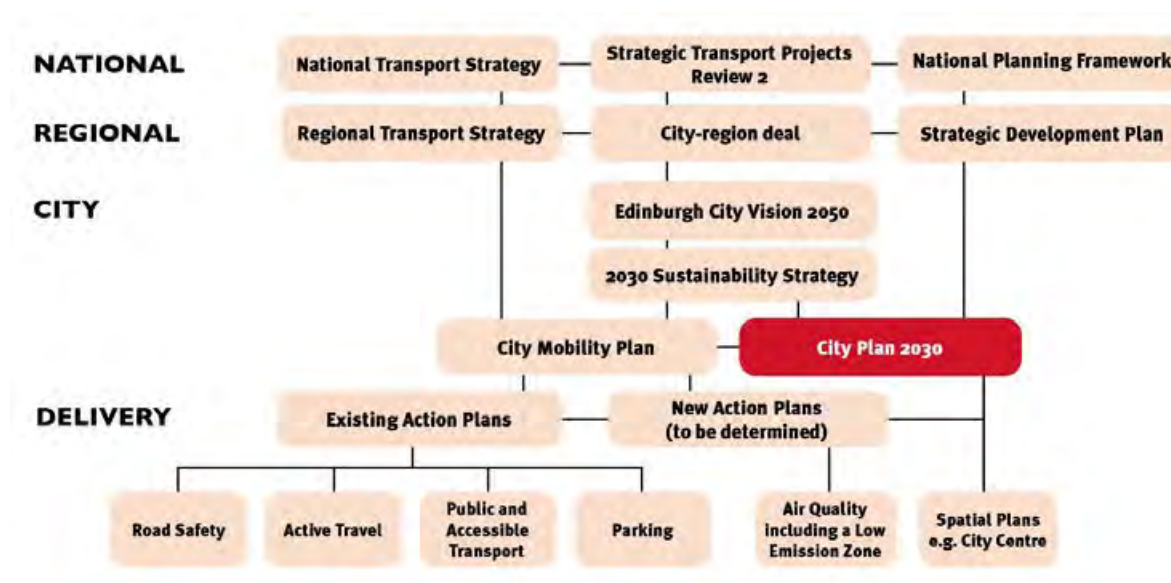 NATIONAL
National Transport Strategy
Strategic Transport Projects
Review 2
National Planning Framework
REGIONAL
Regional Transport Strategy
City-region deal
Strategic Development Plan
CITY
Edinburgh City Vision 2050
2030 Sustainability Strategy
City Mobility Plan
City Plan 2030
DELIVERY
Existing Action Plans
New Action Plans
(to be determined)
Road Safety
Active Travel
Public and
Accessible
Transport
Parking
Air Quality
including a Low
Emission Zone
Spatial Plans
e.g. City Centre